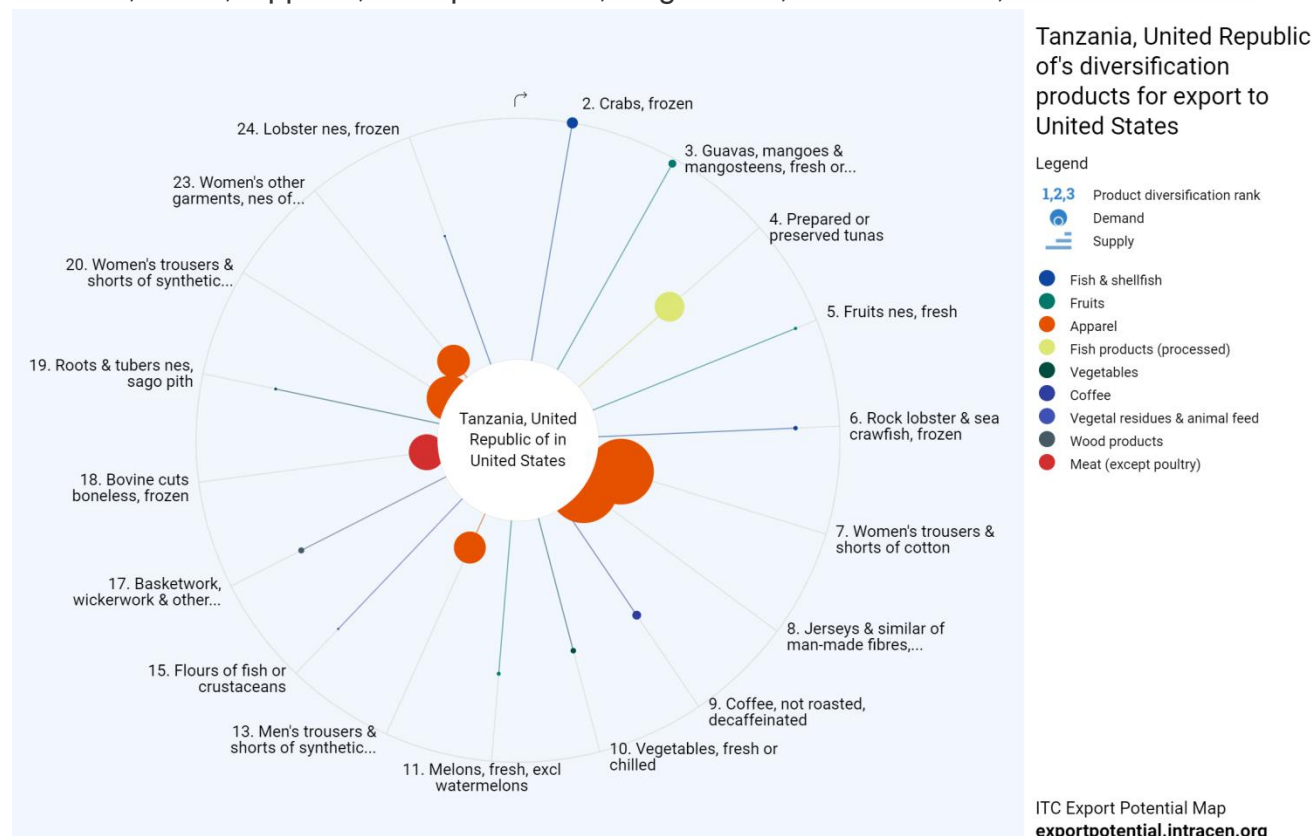 Tanzania, United Republic
of's diversification
products for export to
United States
Legend
1,2,3 Product diversification rank
Demand
Supply
Fish & shellfish
Fruits
Apparel
Fish products (processed)
Vegetables
Coffee
Vegetal residues & animal feed
Wood products
Meat (except poultry)
2. Crabs, frozen
3. Guavas, mangoes &
mangosteens, fresh or...
4. Prepared or
preserved tunas
5. Fruits nes, fresh
6. Rock lobster & sea
crawfish, frozen
7. Women's trousers &
shorts of cotton
8. Jerseys & similar of
man-made fibres,...
9. Coffee, not roasted,
decaffeinated
10. Vegetables, fresh or
chilled
11. Melons, fresh, excl
watermelons
13. Men's trousers &
shorts of synthetic...
15. Flours of fish or
crustaceans
17. Basketwork,
wickerwork & other...
18. Bovine cuts
boneless, frozen
19. Roots & tubers nes,
sago pith
20. Women's trousers &
shorts of synthetic...
23. Women's other
garments, nes of...
24. Lobster nes, frozen
Tanzania, United
Republic of in
United States
ITC Export Potential Map
exportpotential.intracen.org